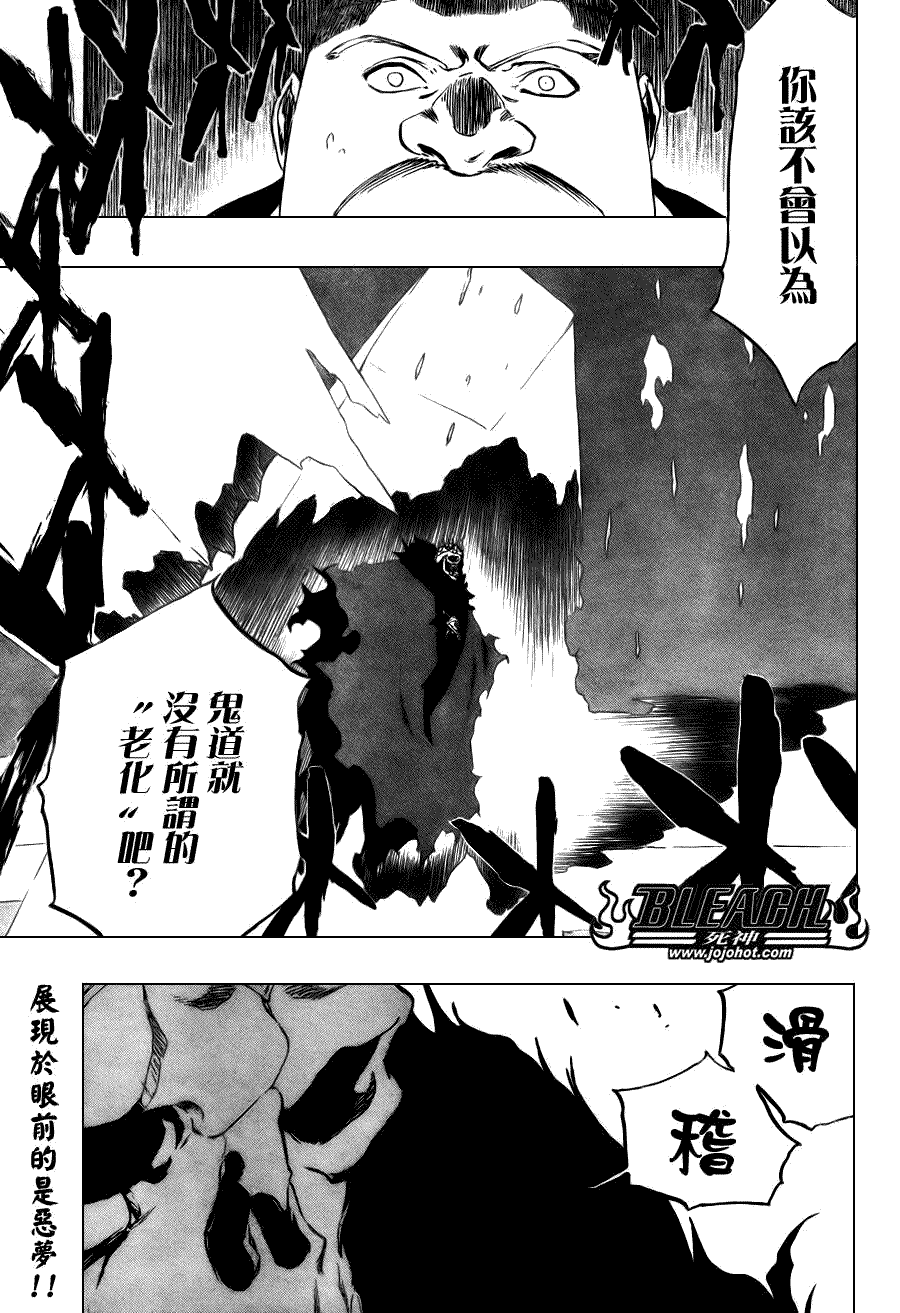 你該不會以為
鬼道就
沒有所謂的
〝老化〞吧？
BLEACH
死神
www.jojohot.com
滑
稽
展現於眼前的是惡夢!!